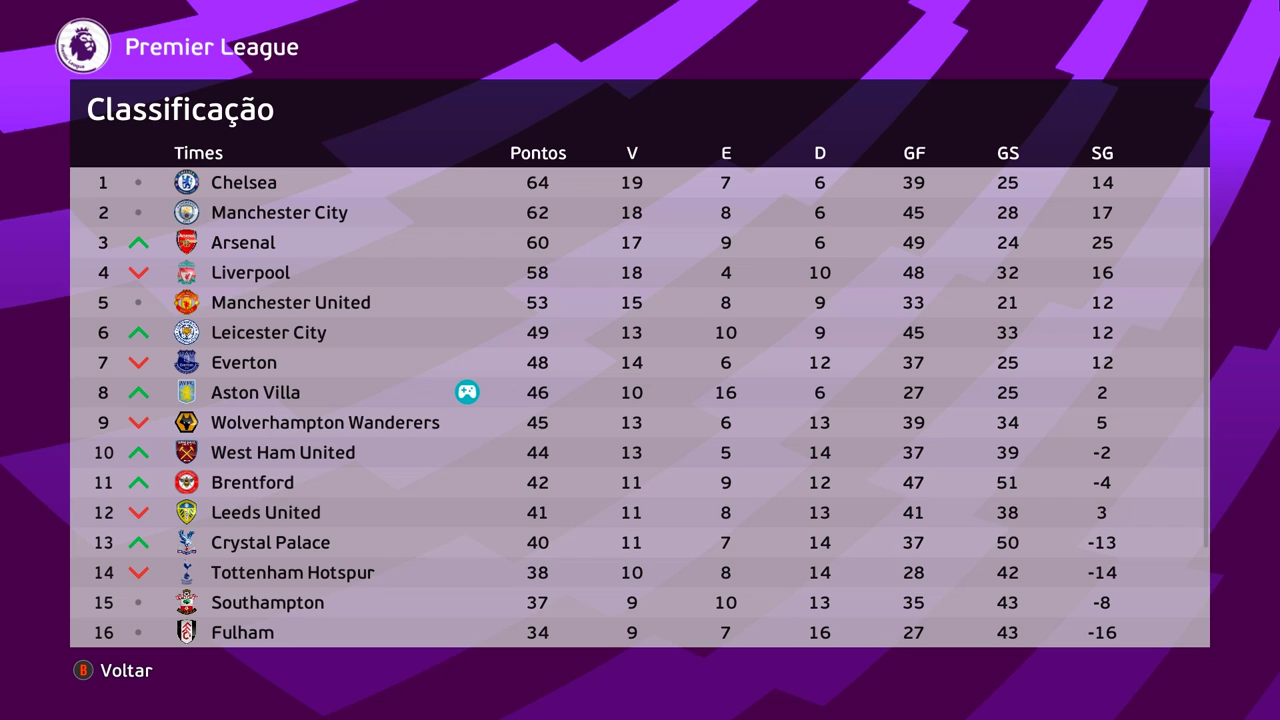 Premier League
Classificação
Times Pontos V E D GF GS SG
1 Chelsea 64 19 7 6 39 25 14
2 Manchester City 62 18 8 6 45 28 17
3 Arsenal 60 17 9 6 49 24 25
4 Liverpool 58 18 4 10 48 32 16
5 Manchester United 53 15 8 9 33 21 12
6 Leicester City 49 13 10 9 45 33 12
7 Everton 48 14 6 12 37 25 12
8 Aston Villa 46 10 16 6 27 25 2
9 Wolverhampton Wanderers 45 13 6 13 39 34 5
10 West Ham United 44 13 5 14 37 39 -2
11 Brentford 42 11 9 12 47 51 -4
12 Leeds United 41 11 8 13 41 38 3
13 Crystal Palace 40 11 7 14 37 50 -13
14 Tottenham Hotspur 38 10 8 14 28 42 -14
15 Southampton 37 9 10 13 35 43 -8
16 Fulham 34 9 7 16 27 43 -16
B Voltar